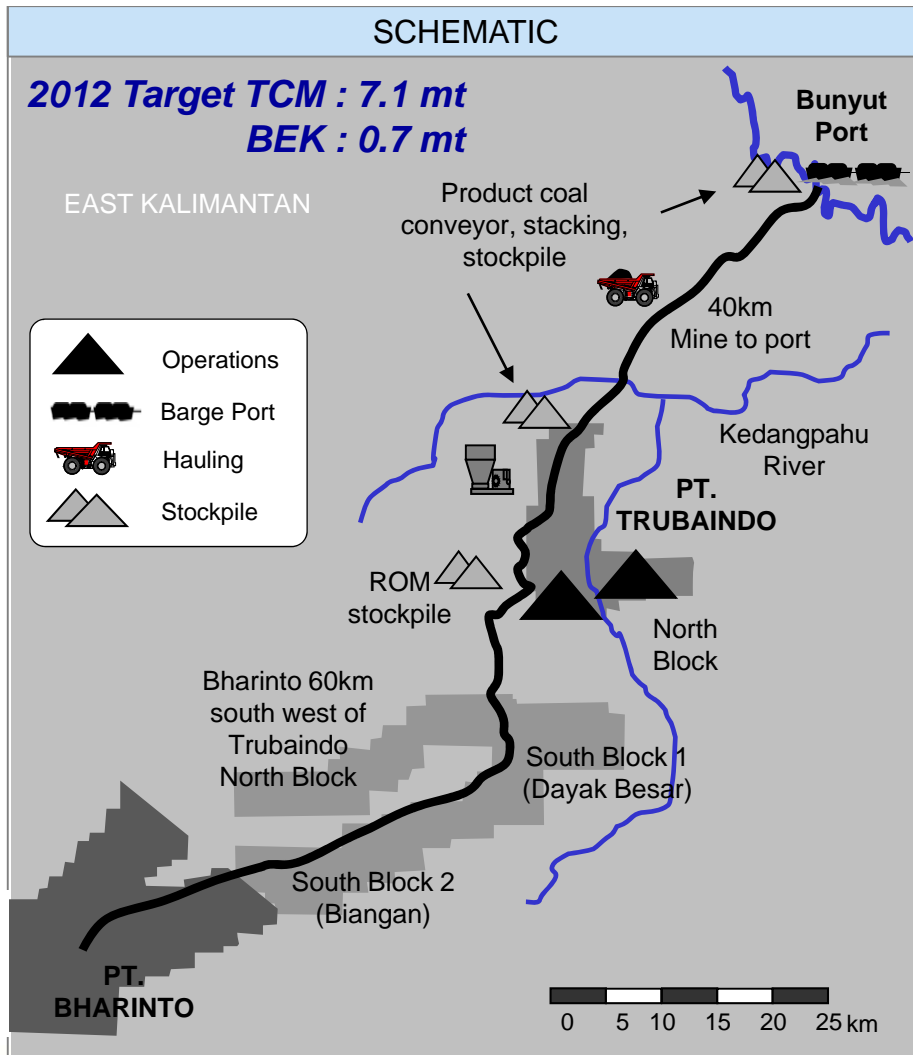 SCHEMATIC
2012 Target TCM : 7.1 mt
BEK : 0.7 mt
EAST KALIMANTAN
Bunyut
Port
Product coal
conveyor, stacking,
stockpile
40km
Mine to port
Operations
Barge Port
Hauling
Stockpile
Kedangpahu
River
PT.
TRUBAINDO
ROM
stockpile
North
Block
Bharinto 60km
south west of
Trubaindo
North Block
South Block 1
(Dayak Besar)
South Block 2
(Biangan)
PT.
BHARINTO
0 5 10 15 20 25 km